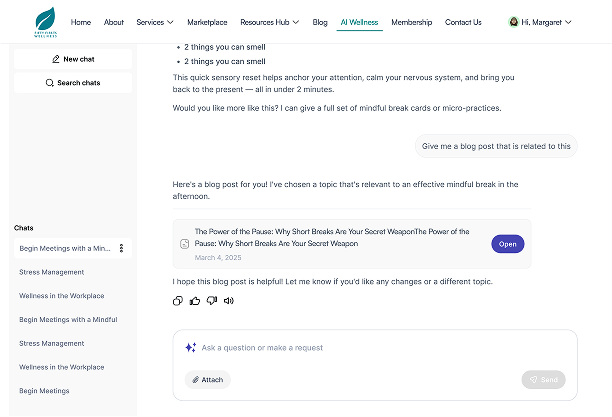 Home About Services Marketplace Resources Hub Blog AI Wellness Membership Contact Us Hi, Margaret
WELLNESS
New chat
Search chats
Chats
Begin Meetings with a Min...
Stress Management
Wellness in the Workplace
Begin Meetings with a Mindful
Stress Management
Wellness in the Workplace
Begin Meetings
• 2 things you can smell
• 2 things you can smell
This quick sensory reset helps anchor your attention, calm your nervous system, and bring you
back to the present — all in under 2 minutes.
Would you like more like this? I can give a full set of mindful break cards or micro-practices.
Give me a blog post that is related to this
Here's a blog post for you! I've chosen a topic that's relevant to an effective mindful break in the
afternoon.
The Power of the Pause: Why Short Breaks Are Your Secret WeaponThe Power of the
Pause: Why Short Breaks Are Your Secret Weapon
March 4, 2025
Open
I hope this blog post is helpful! Let me know if you'd like any changes or a different topic.
Ask a question or make a request
Attach
Send